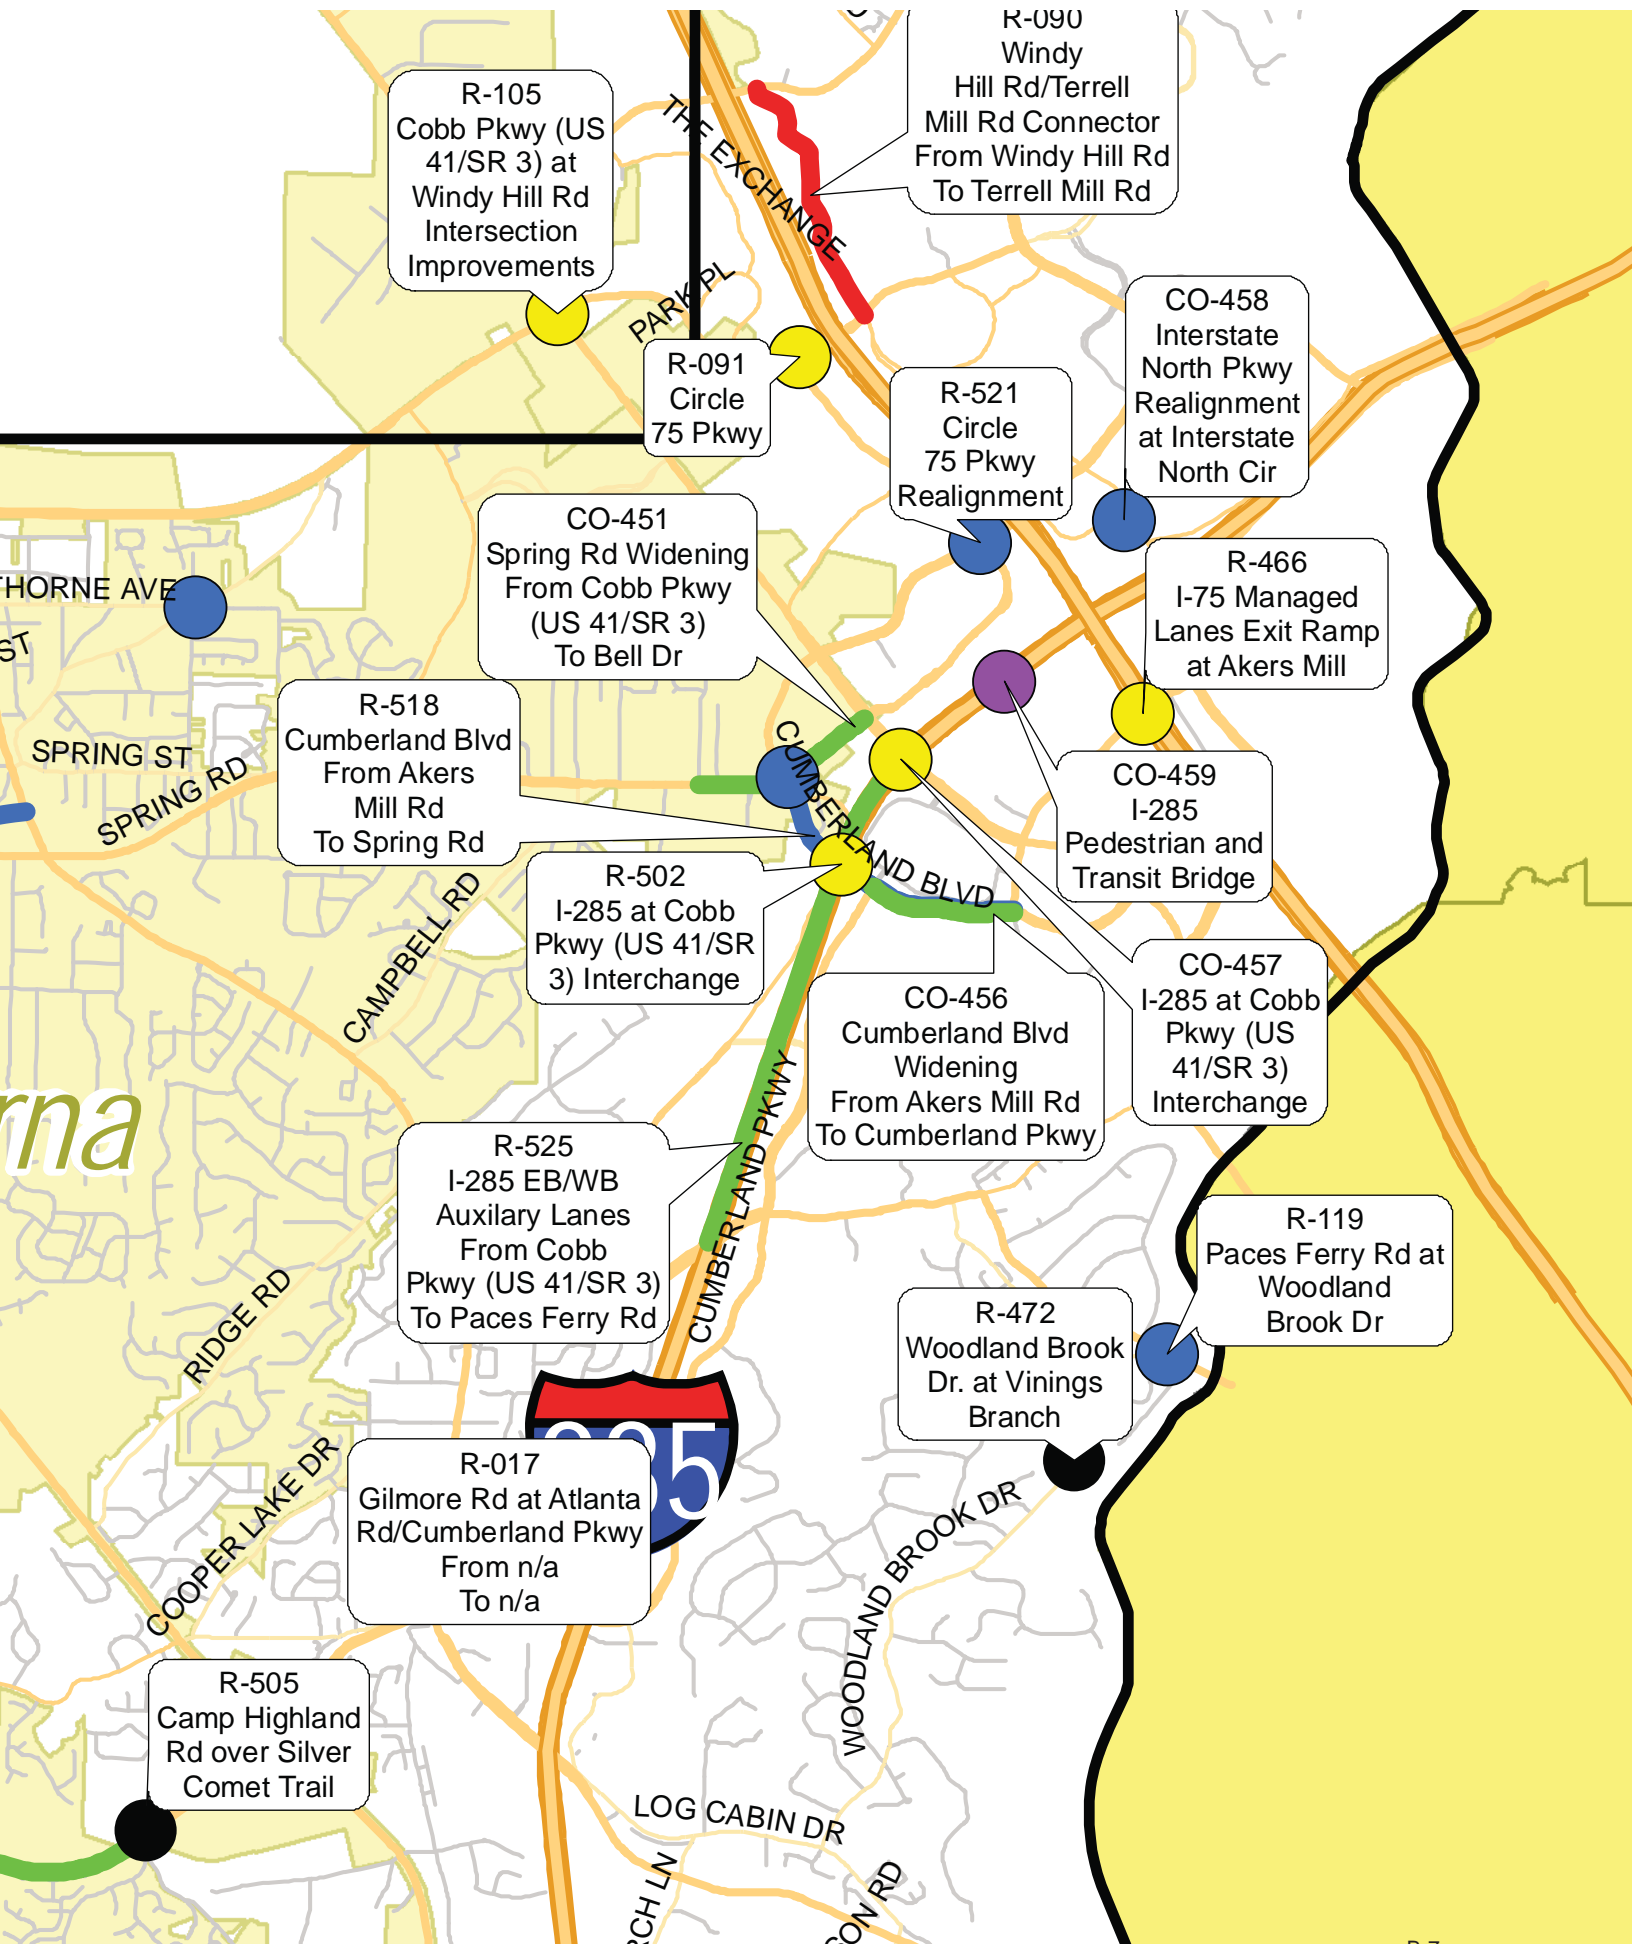 R-090
Windy
Hill Rd/Terrell
Mill Rd Connector
From Windy Hill Rd
To Terrell Mill Rd
R-105
Cobb Pkwy (US
41/SR 3) at
Windy Hill Rd
Intersection
Improvements
THE EXCHANGE
PARK PL
R-091
Circle
75 Pkwy
CO-458
Interstate
North Pkwy
Realignment
at Interstate
North Cir
R-521
Circle
75 Pkwy
Realignment
CO-451
Spring Rd Widening
From Cobb Pkwy
(US 41/SR 3)
To Bell Dr
R-466
I-75 Managed
Lanes Exit Ramp
at Akers Mill
THORNE AVE
ST
R-518
Cumberland Blvd
From Akers
Mill Rd
To Spring Rd
SPRING ST
SPRING RD
CUMBERLAND BLVD
CO-459
I-285
Pedestrian and
Transit Bridge
R-502
I-285 at Cobb
Pkwy (US 41/SR
3) Interchange
CAMPBELL RD
CO-457
I-285 at Cobb
Pkwy (US
41/SR 3)
Interchange
CO-456
Cumberland Blvd
Widening
From Akers Mill Rd
To Cumberland Pkwy
rna
R-525
I-285 EB/WB
Auxilary Lanes
From Cobb
Pkwy (US 41/SR 3)
To Paces Ferry Rd
CUMBERLAND PKWY
R-119
Paces Ferry Rd at
Woodland
Brook Dr
RIDGE RD
R-472
Woodland Brook
Dr. at Vinings
Branch
R-017
Gilmore Rd at Atlanta
Rd/Cumberland Pkwy
From n/a
To n/a
COOPER LAKE DR
WOODLAND BROOK DR
R-505
Camp Highland
Rd over Silver
Comet Trail
LOG CABIN DR
RCH LN
SON RD